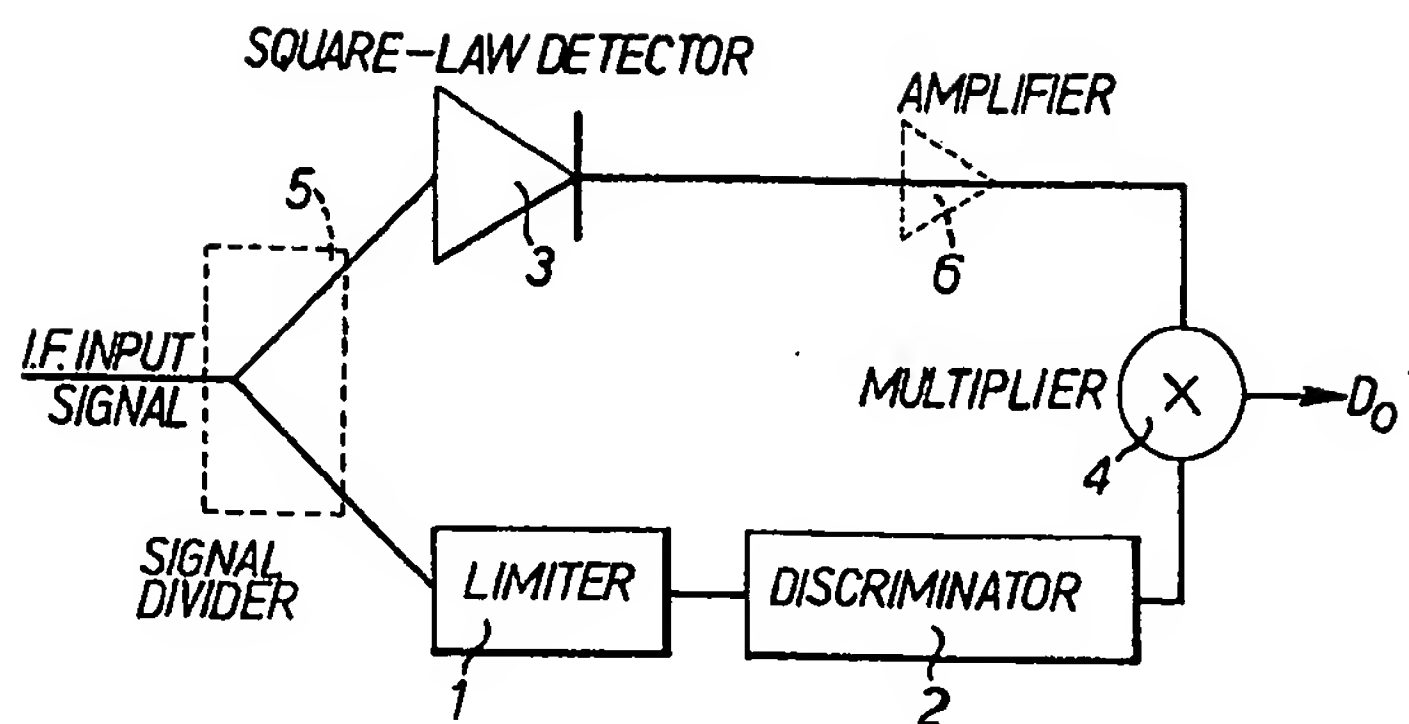 SQUARE-LAW DETECTOR
AMPLIFIER
5
3
6
I.F. INPUT
SIGNAL
MULTIPLIER
X
D₀
4
SIGNAL
DIVIDER
LIMITER
DISCRIMINATOR
1
2